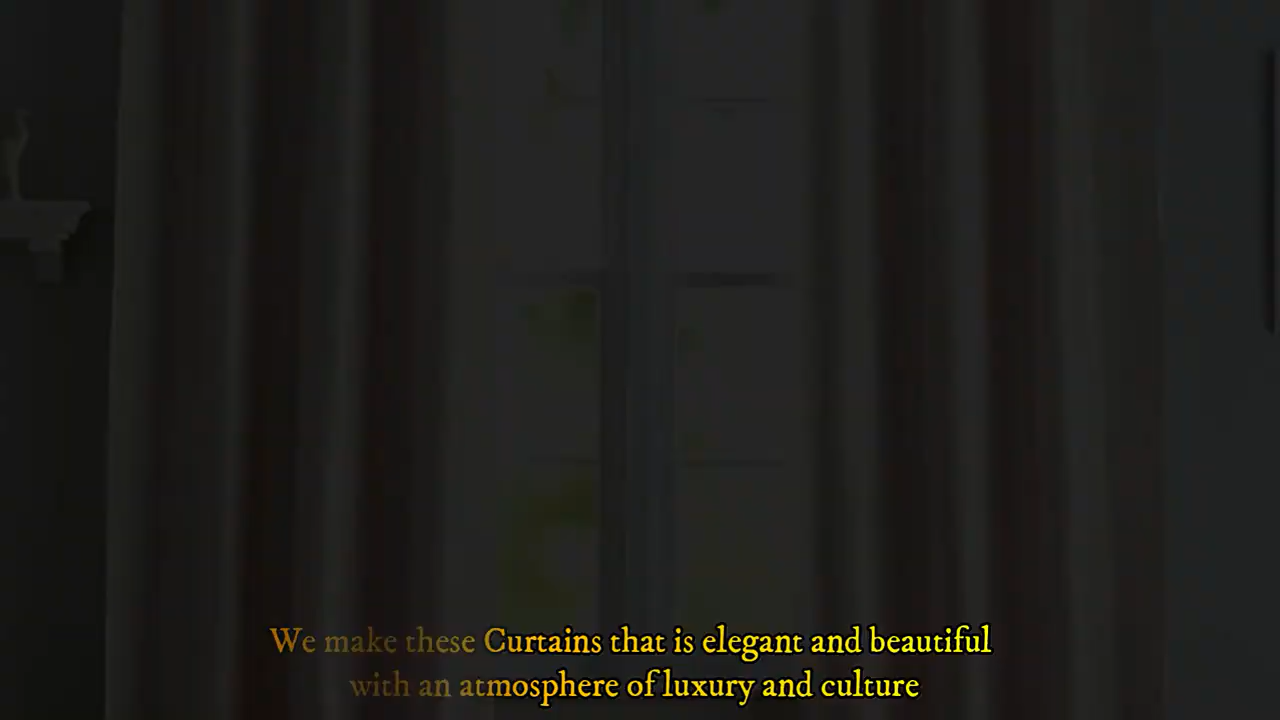 We make these Curtains that is elegant and beautiful
with an atmosphere of luxury and culture